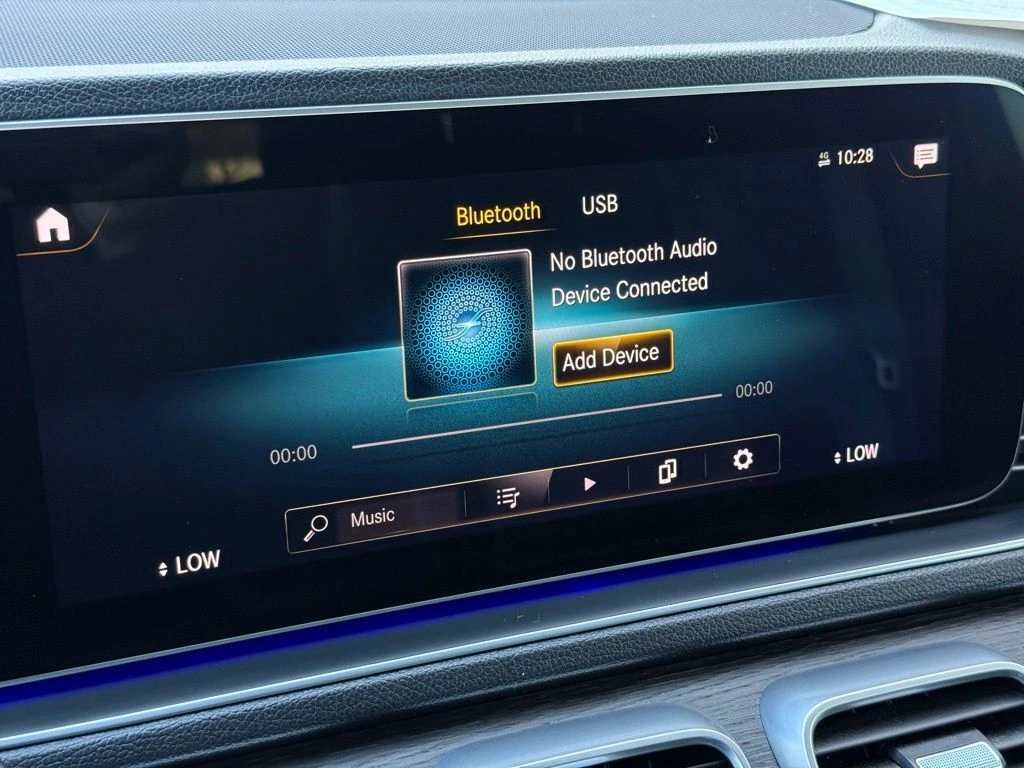 4G 10:28
Bluetooth USB
No Bluetooth Audio
Device Connected
Add Device
00:00
00:00
Music
LOW
LOW